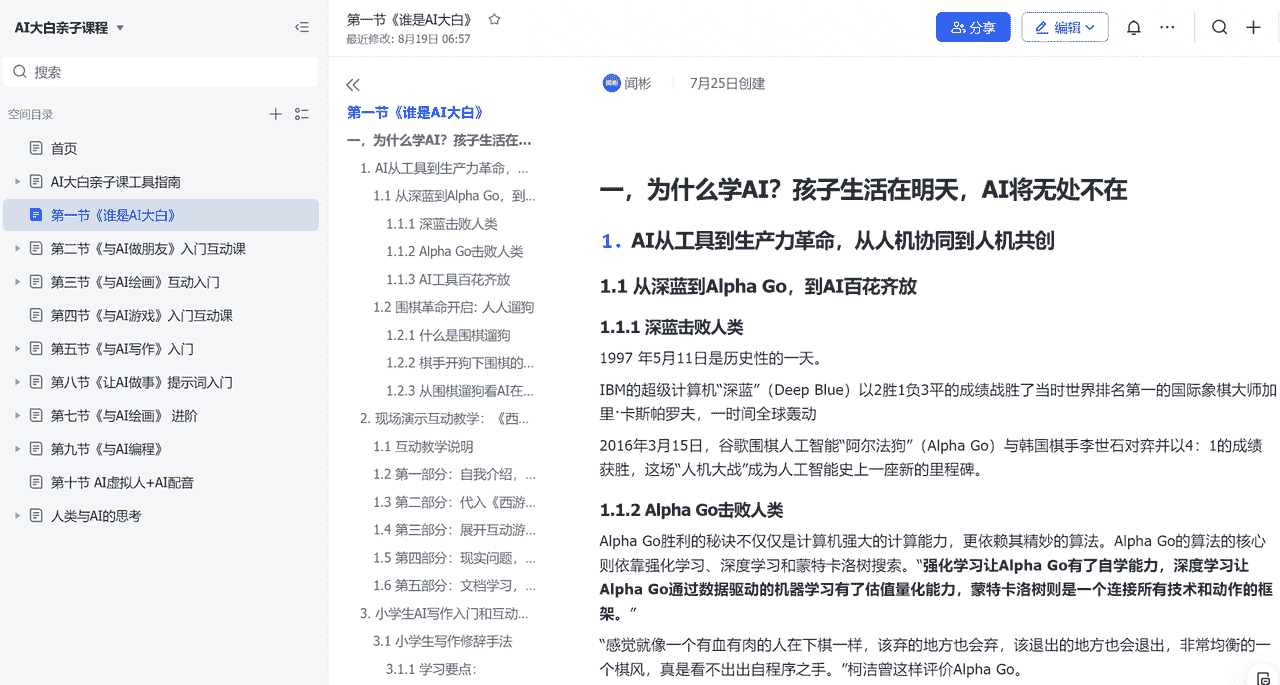 AI大白亲子课程
搜索
空间目录
首页
AI大白亲子课工具指南
第一节《谁是AI大白》
第二节《与AI做朋友》入门互动课
第三节《与AI绘画》互动入门
第四节《与AI游戏》入门互动课
第五节《与AI写作》入门
第八节《让AI做事》提示词入门
第七节《与AI绘画》 进阶
第九节《与AI编程》
第十节 AI虚拟人+AI配音
人类与AI的思考
第一节《谁是AI大白》
最近修改: 8月19日 06:57
分享
编辑
第一节《谁是AI大白》
一，为什么学AI？孩子生活在...
1. AI从工具到生产力革命，...
1.1 从深蓝到Alpha Go，到...
1.1.1 深蓝击败人类
1.1.2 Alpha Go击败人类
1.1.3 AI工具百花齐放
1.2 围棋革命开启: 人人遛狗
1.2.1 什么是围棋遛狗
1.2.2 棋手开狗下围棋的...
1.2.3 从围棋遛狗看AI在...
2. 现场演示互动教学：《西...
1.1 互动教学说明
1.2 第一部分：自我介绍，...
1.3 第二部分：代入《西游...
1.4 第三部分：展开互动游...
1.5 第四部分：现实问题，...
1.6 第五部分：文档学习，...
3. 小学生AI写作入门和互动...
3.1 小学生写作修辞手法
3.1.1 学习要点：
闻彬
闻彬
7月25日创建
一，为什么学AI？孩子生活在明天，AI将无处不在
1. AI从工具到生产力革命，从人机协同到人机共创
1.1 从深蓝到Alpha Go，到AI百花齐放
1.1.1 深蓝击败人类
1997 年5月11日是历史性的一天。
IBM的超级计算机“深蓝”（Deep Blue）以2胜1负3平的成绩战胜了当时世界排名第一的国际象棋大师加
里·卡斯帕罗夫，一时间全球轰动
2016年3月15日，谷歌围棋人工智能“阿尔法狗”（Alpha Go）与韩国棋手李世石对弈并以4：1的成绩
获胜，这场“人机大战”成为人工智能史上一座新的里程碑。
1.1.2 Alpha Go击败人类
Alpha Go胜利的秘诀不仅仅是计算机强大的计算能力，更依赖其精妙的算法。Alpha Go的算法的核心
则依靠强化学习、深度学习和蒙特卡洛树搜索。“强化学习让Alpha Go有了自学能力，深度学习让
Alpha Go通过数据驱动的机器学习有了估值量化能力，蒙特卡洛树则是一个连接所有技术和动作的框
架。”
“感觉就像一个有血有肉的人在下棋一样，该弃的地方也会弃，该退出的地方也会退出，非常均衡的一
个棋风，真是看不出出自程序之手。”柯洁曾这样评价Alpha Go。